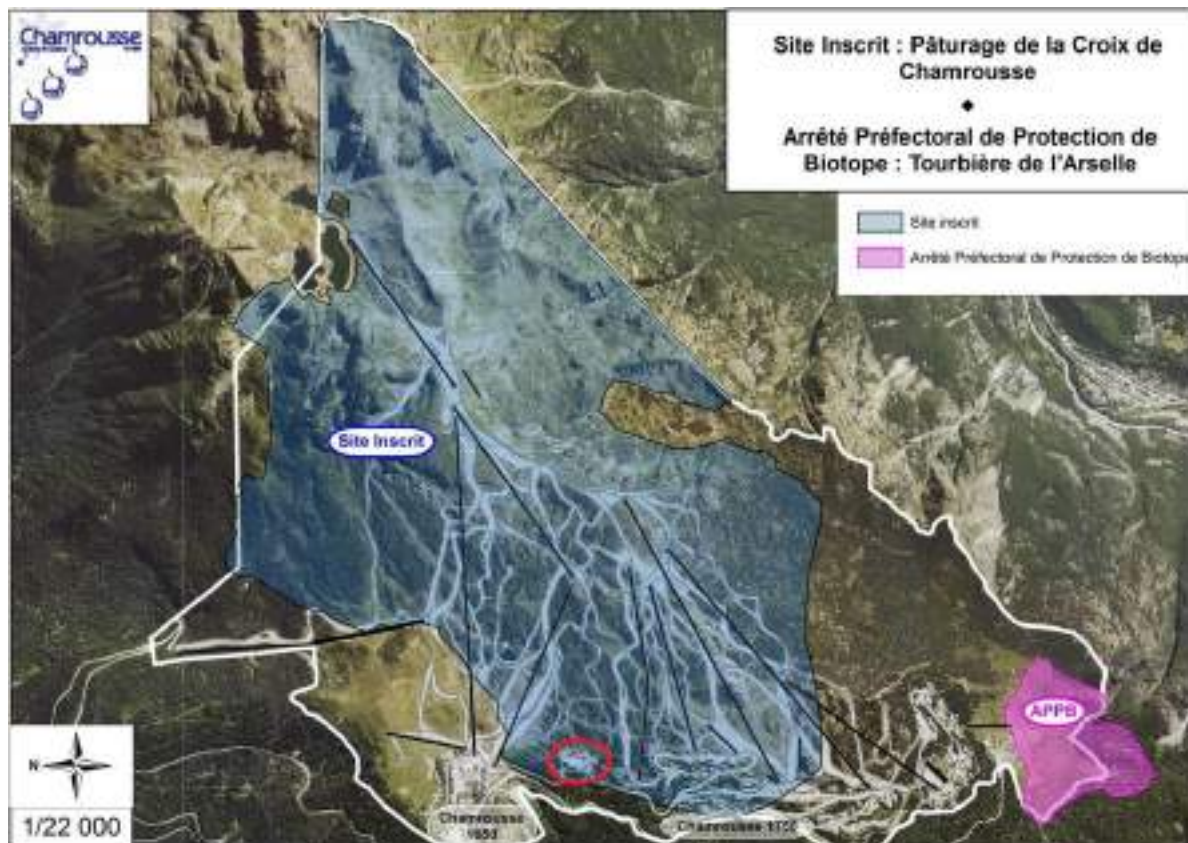 Chamrousse
Site Inscrit : Pâturage de la Croix de
Chamrousse
Arrêté Préfectoral de Protection de
Biotope : Tourbière de l'Arselle
Site inscrit
Arrêté Préfectoral de Protection de Biotope
Site Inscrit
APPB
N
1/22 000
Chamrousse
1650
Chamrousse 1750